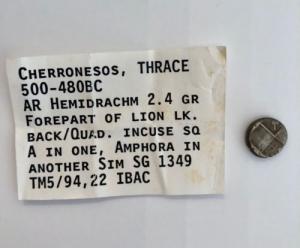 CHERRONESOS, THRACE
500-480BC
AR HEMIDRACHM 2.4 GR
FOREPART OF LION LK.
BACK/QUAD. INCUSE SQ
A IN ONE, AMPHORA IN
ANOTHER SIM SG 1349
TM5/94,22 IBAC